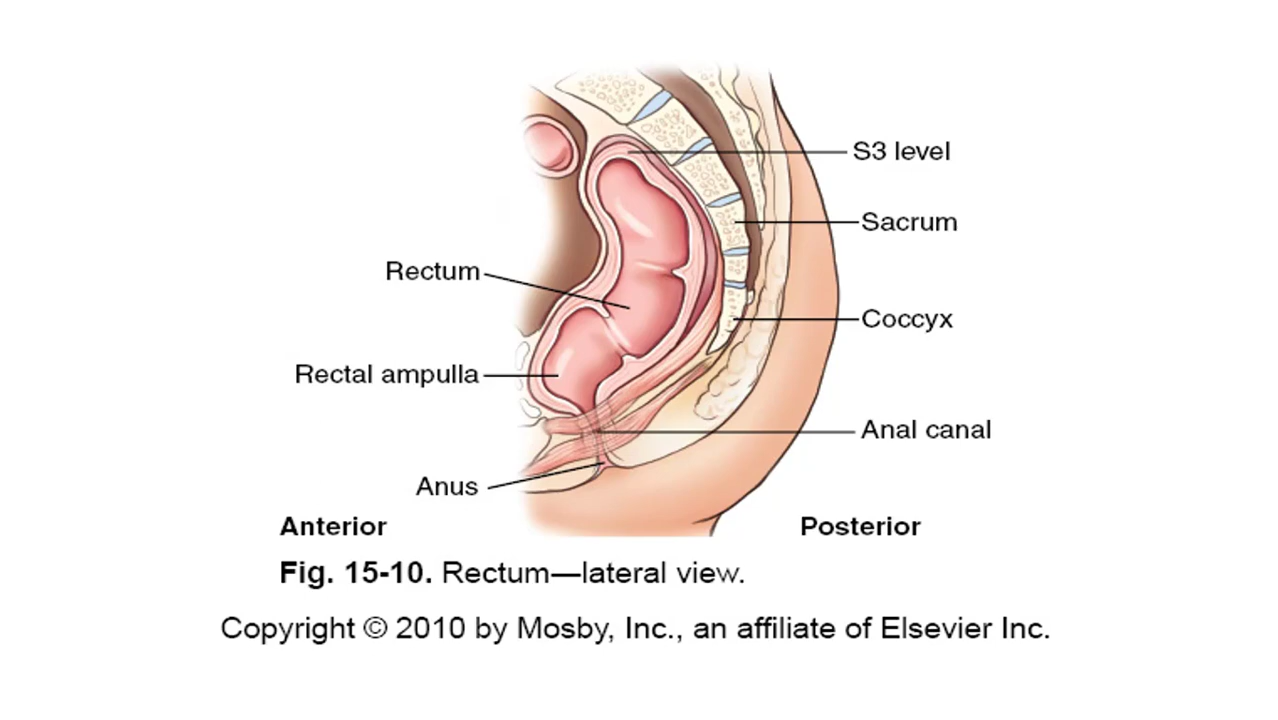 S3 level
Sacrum
Rectum
Coccyx
Rectal ampulla
Anal canal
Anus
Anterior
Posterior
Fig. 15-10. Rectum—lateral view.
Copyright © 2010 by Mosby, Inc., an affiliate of Elsevier Inc.